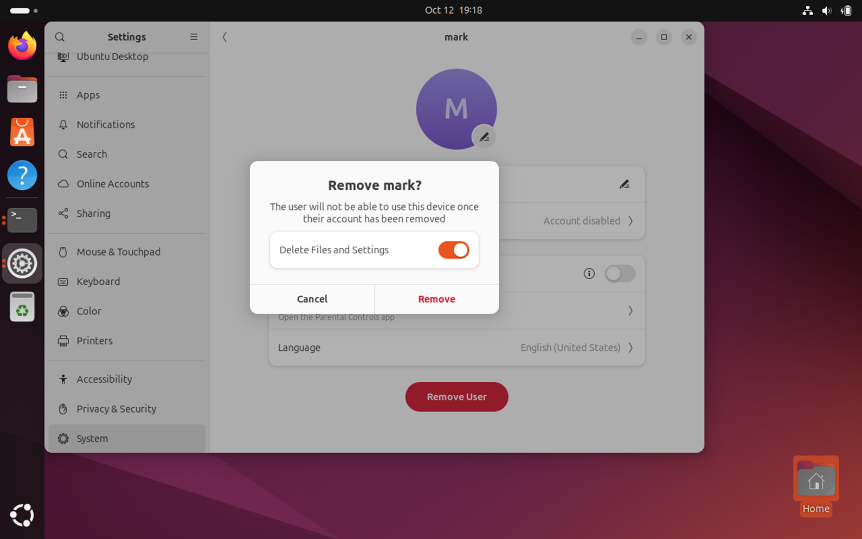 Oct 12 19:18
Settings
mark
Ubuntu Desktop
Apps
Notifications
Search
Online Accounts
Sharing
Mouse & Touchpad
Keyboard
Color
Printers
Accessibility
Privacy & Security
System
M
Account disabled
Remove mark?
The user will not be able to use this device once
their account has been removed
Delete Files and Settings
Cancel
Remove
Open the Parental Controls app
Language
English (United States)
Remove User
Home